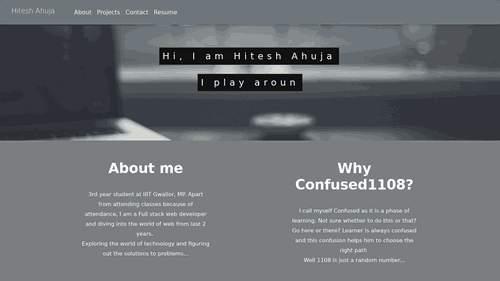 Hitesh Ahuja
About Projects Contact Resume
Hi, I am Hitesh Ahuja
I play aroun
About me
3rd year student at IIIT Gwalior, MP. Apart
from attending classes because of
attendance, I am a Full stack web developer
and diving into the world of web from last 2
years.
Exploring the world of technology and figuring
out the solutions to problems...
Why
Confused1108?
I call myself Confused as it is a phase of
learning. Not sure whether to do this or that?
Go here or there? Learner is always confused
and this confusion helps him to choose the
right path
Well 1108 is just a random number...